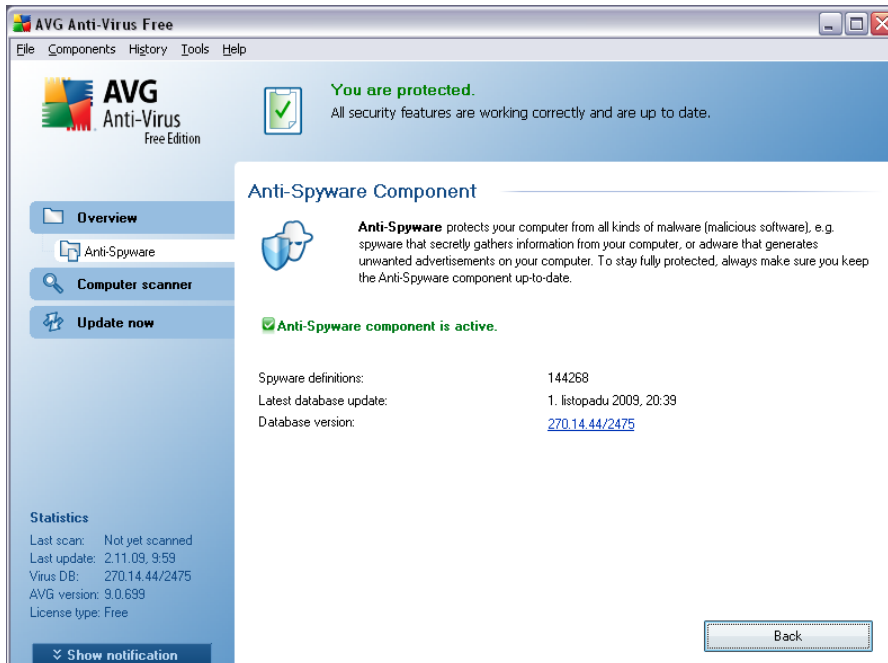 AVG Anti-Virus Free
File Components History Tools Help
AVG
Anti-Virus
Free Edition
You are protected.
All security features are working correctly and are up to date.
Overview
Anti-Spyware
Computer scanner
Update now
Anti-Spyware Component
Anti-Spyware protects your computer from all kinds of malware (malicious software), e.g.
spyware that secretly gathers information from your computer, or adware that generates
unwanted advertisements on your computer. To stay fully protected, always make sure you keep
the Anti-Spyware component up-to-date.
Anti-Spyware component is active.
Spyware definitions: 144268
Latest database update: 1. listopadu 2009, 20:39
Database version: 270.14.44/2475
Statistics
Last scan: Not yet scanned
Last update: 2.11.09, 9:59
Virus DB: 270.14.44/2475
AVG version: 9.0.699
License type: Free
Show notification
Back